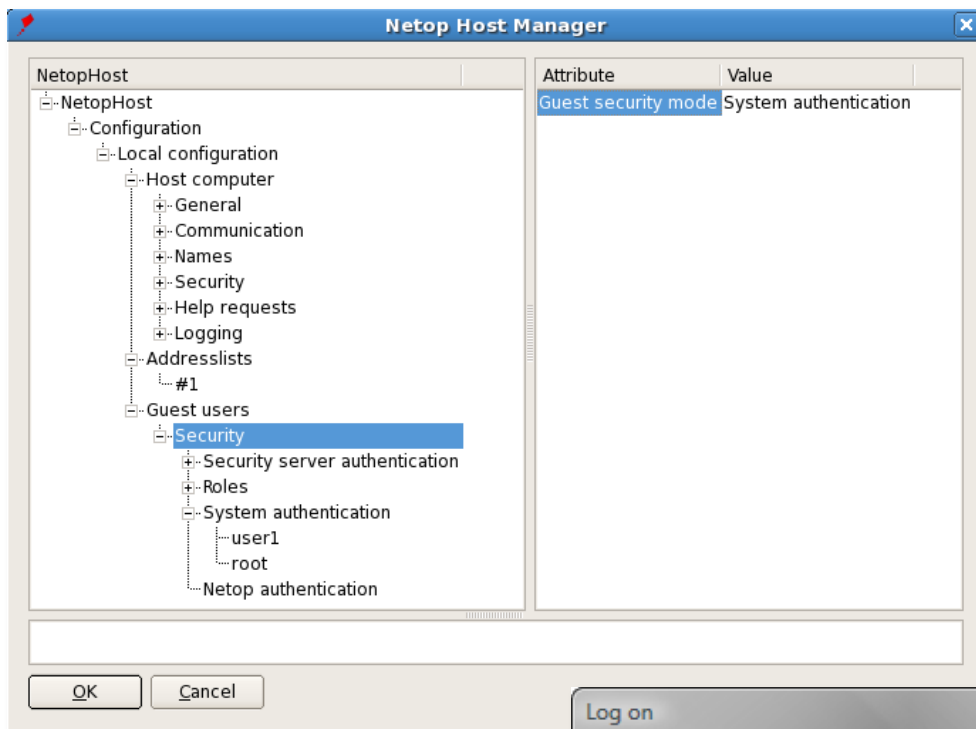 Netop Host Manager
NetopHost
Attribute Value
NetopHost
Guest security mode System authentication
Configuration
Local configuration
Host computer
General
Communication
Names
Security
Help requests
Logging
Addresslists
#1
Guest users
Security
Security server authentication
Roles
System authentication
user1
root
Netop authentication
OK Cancel
Log on